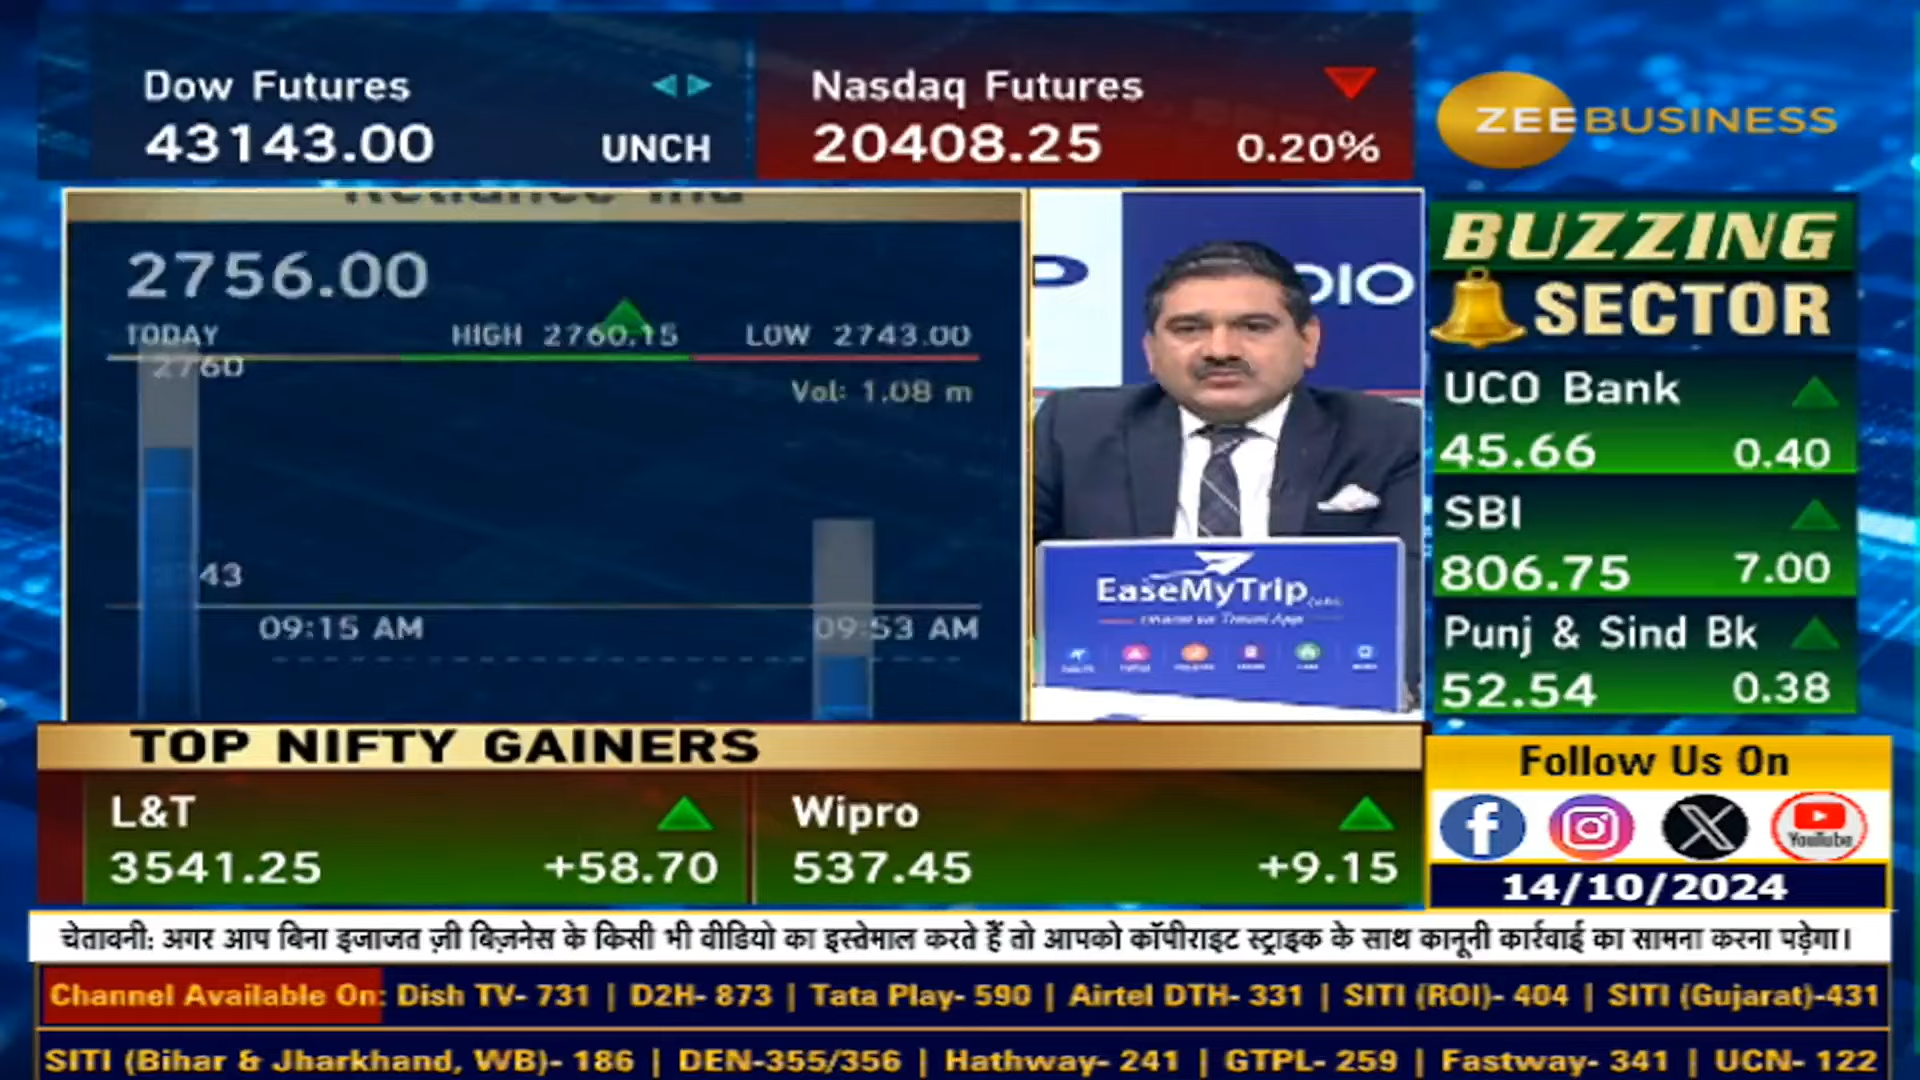 Dow Futures
43143.00 UNCH
Nasdaq Futures
20408.25 0.20%
ZEEBUSINESS
Reliance Ind
2756.00
TODAY HIGH 2760.15 LOW 2743.00
2760
Vol: 1.08 m
43
09:15 AM 09:53 AM
DIO
EaseMyTrip
BUZZING
SECTOR
UCO Bank
45.66 0.40
SBI
806.75 7.00
Punj & Sind Bk
52.54 0.38
TOP NIFTY GAINERS
L&T
3541.25 +58.70
Wipro
537.45 +9.15
Follow Us On
YouTube
14/10/2024
चेतावनी: अगर आप बिना इजाजत ज़ी बिज़नेस के किसी भी वीडियो का इस्तेमाल करते हैं तो आपको कॉपीराइट स्ट्राइक के साथ कानूनी कार्रवाई का सामना करना पड़ेगा।
Channel Available On: Dish TV- 731 | D2H- 873 | Tata Play- 590 | Airtel DTH- 331 | SITI (ROI)- 404 | SITI (Gujarat)-431
SITI (Bihar & Jharkhand, WB)- 186 | DEN-355/356 | Hathway- 241 | GTPL- 259 | Fastway- 341 | UCN- 122